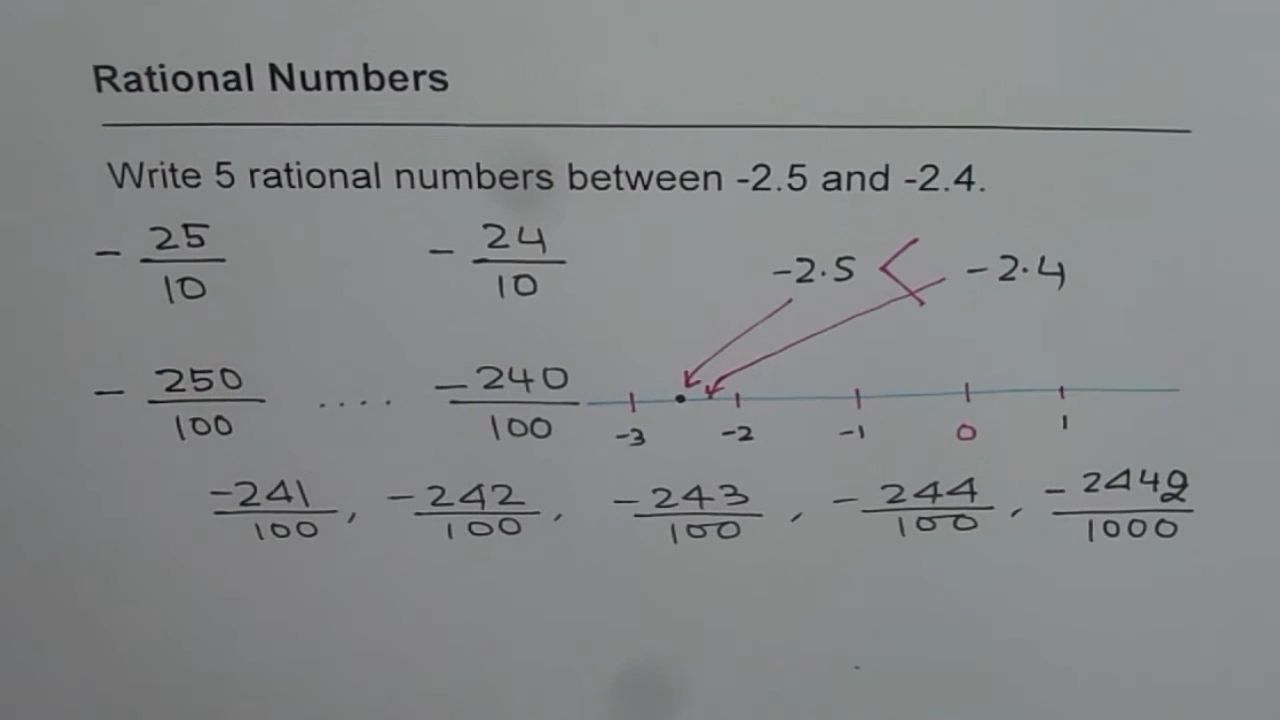 Rational Numbers
Write 5 rational numbers between -2.5 and -2.4.
- 25/10 - 24/10 -2.5 < -2.4
- 250/100 .... - 240/100
-3 -2 -1 0 1
-241/100, -242/100, -243/100, -244/100, -2442/1000